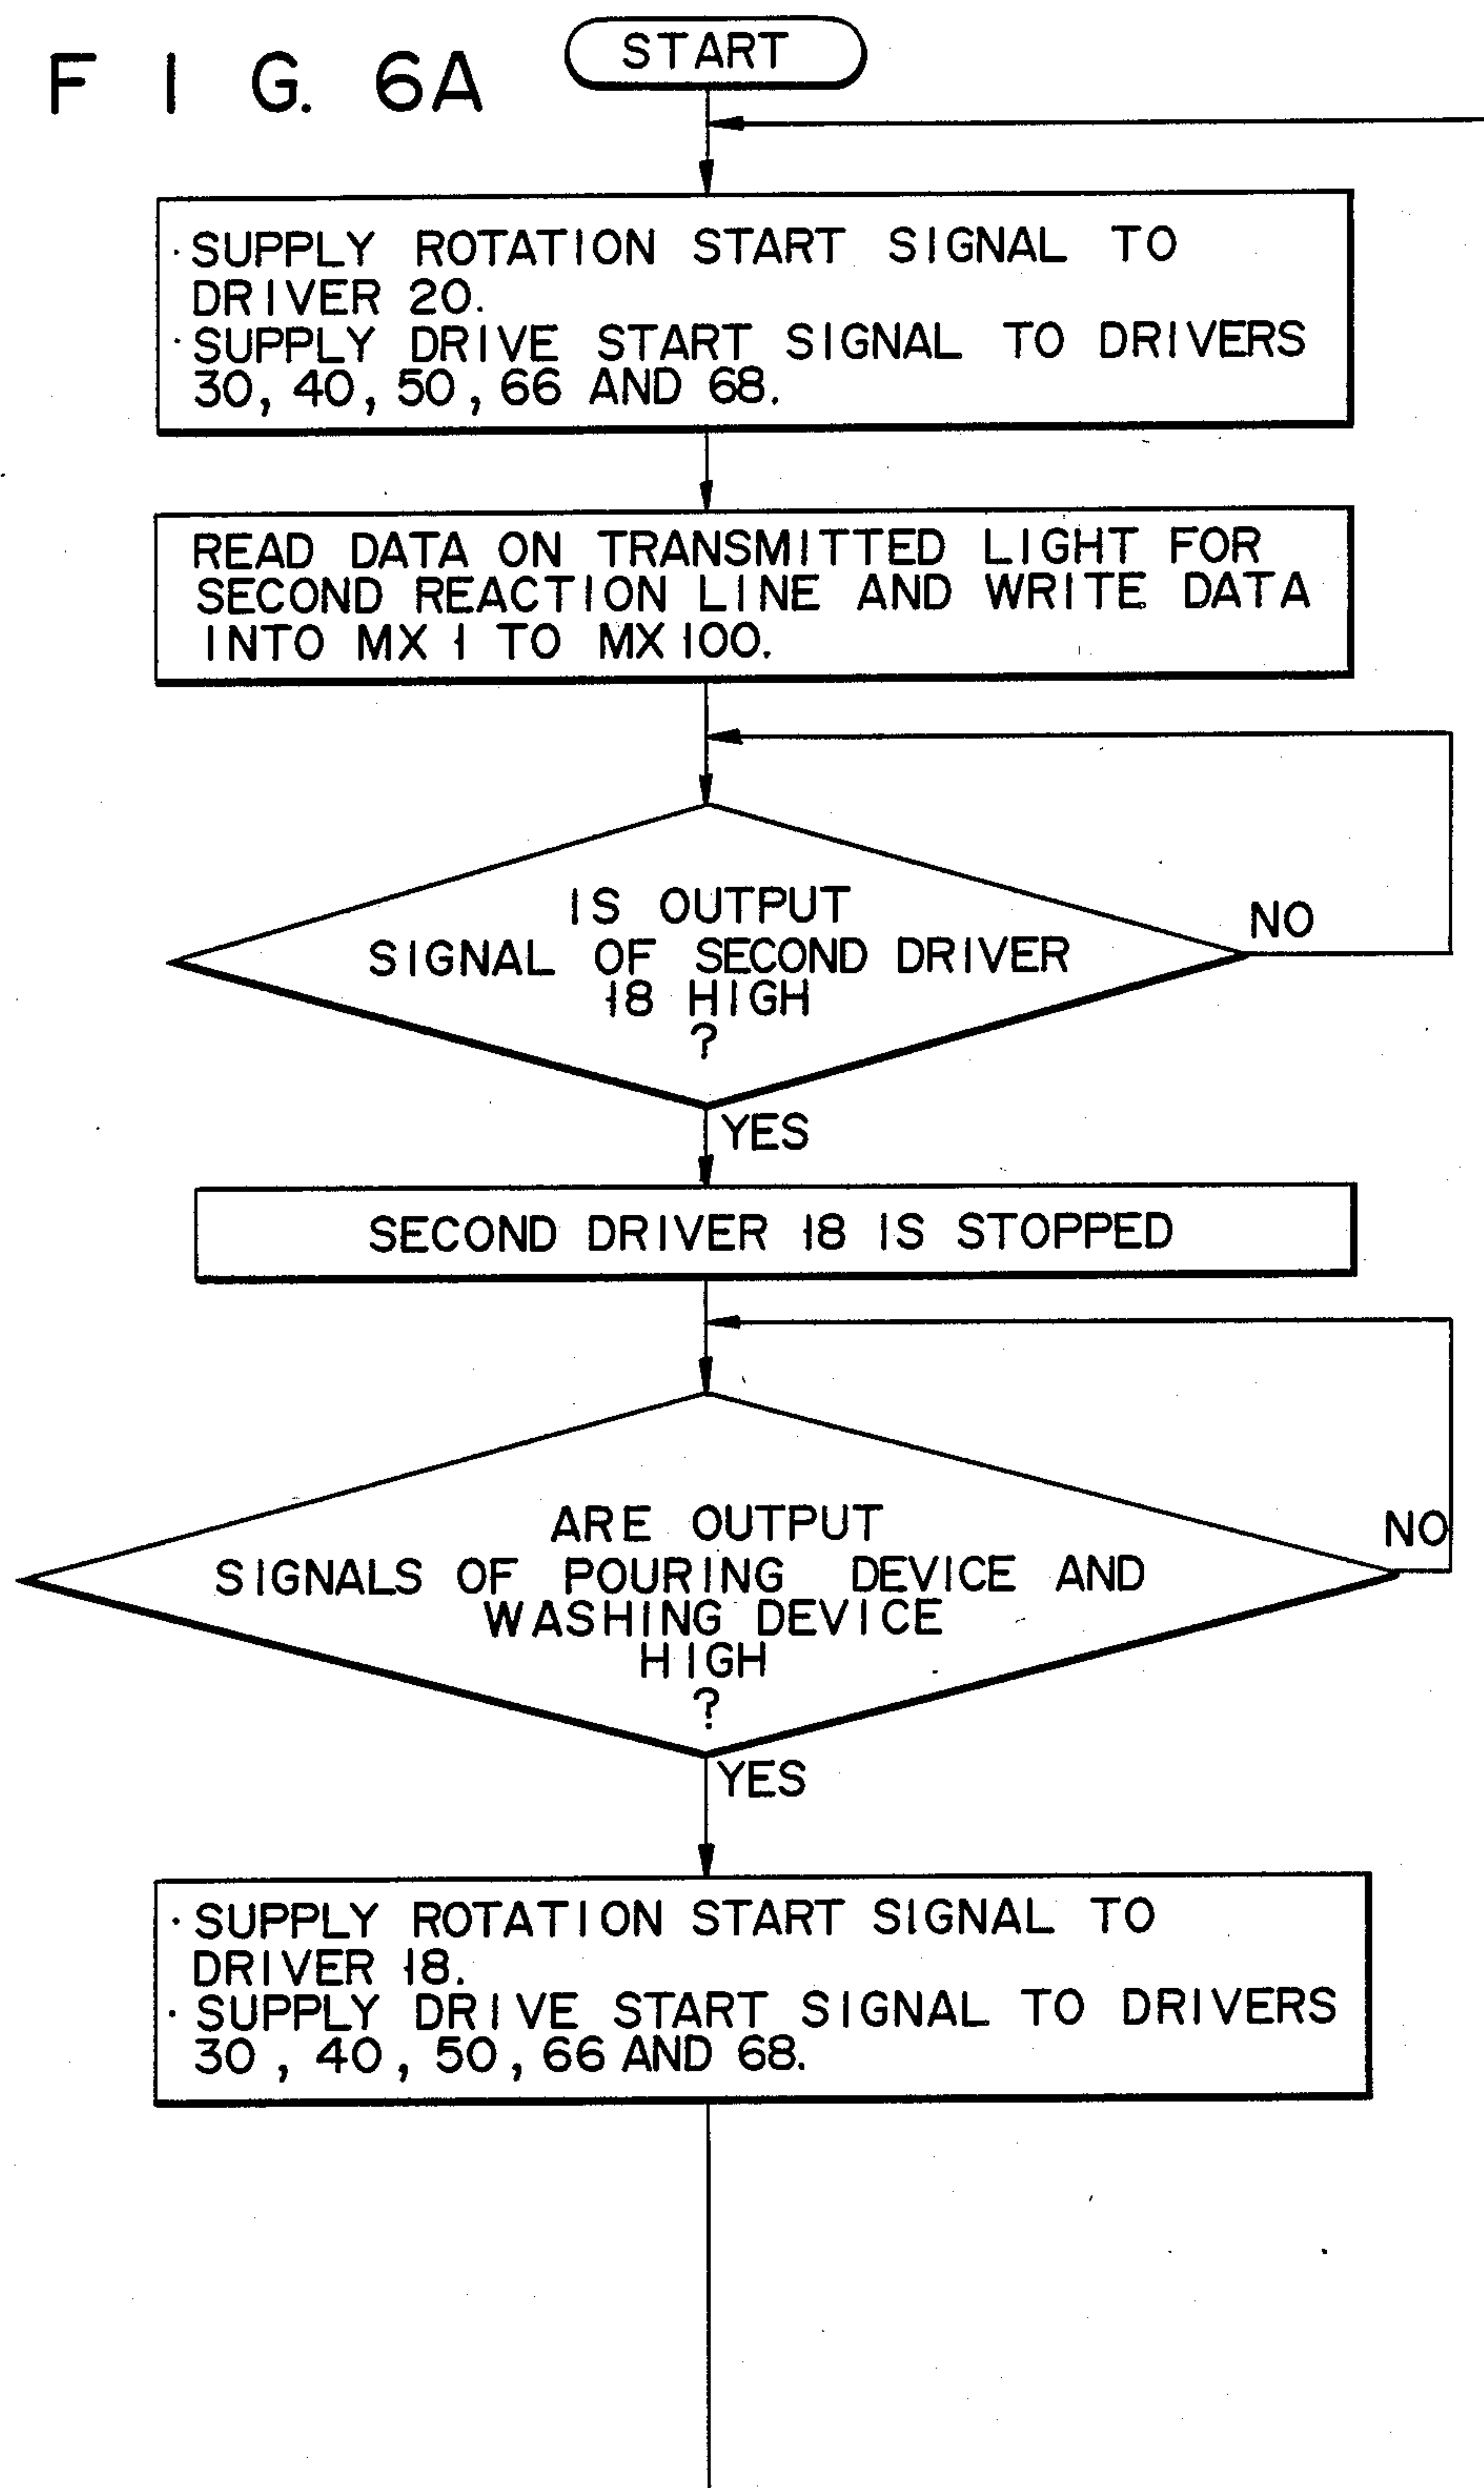 FIG. 6A
START
·SUPPLY ROTATION START SIGNAL TO
DRIVER 20.
·SUPPLY DRIVE START SIGNAL TO DRIVERS
30, 40, 50, 66 AND 68.
READ DATA ON TRANSMITTED LIGHT FOR
SECOND REACTION LINE AND WRITE DATA
INTO MX 1 TO MX 100.
IS OUTPUT
SIGNAL OF SECOND DRIVER
18 HIGH
?
NO
YES
SECOND DRIVER 18 IS STOPPED
ARE OUTPUT
SIGNALS OF POURING DEVICE AND
WASHING DEVICE
HIGH
?
NO
YES
·SUPPLY ROTATION START SIGNAL TO
DRIVER 18.
·SUPPLY DRIVE START SIGNAL TO DRIVERS
30, 40, 50, 66 AND 68.